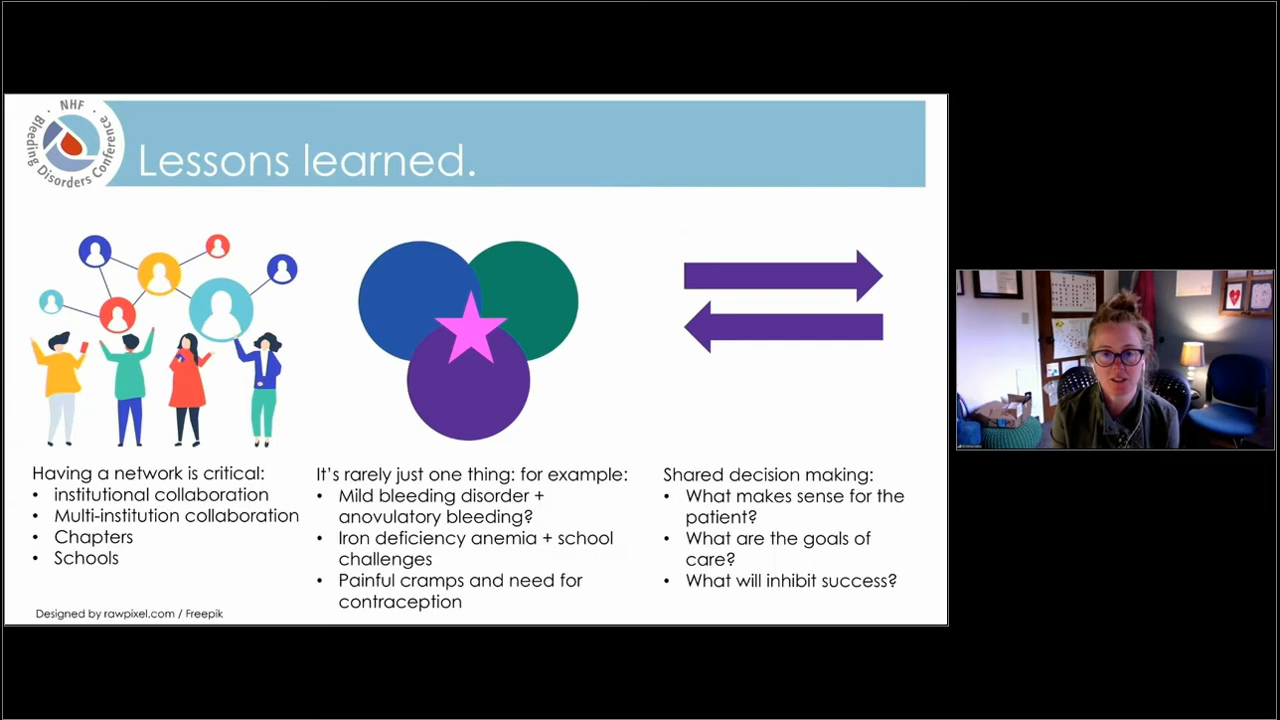 · NHF ·
Bleeding Disorders Conference
Lessons learned.
Having a network is critical:
• institutional collaboration
• Multi-institution collaboration
• Chapters
• Schools
Designed by rawpixel.com / Freepik
It's rarely just one thing: for example:
• Mild bleeding disorder +
anovulatory bleeding?
• Iron deficiency anemia + school
challenges
• Painful cramps and need for
contraception
Shared decision making:
• What makes sense for the
patient?
• What are the goals of
care?
• What will inhibit success?